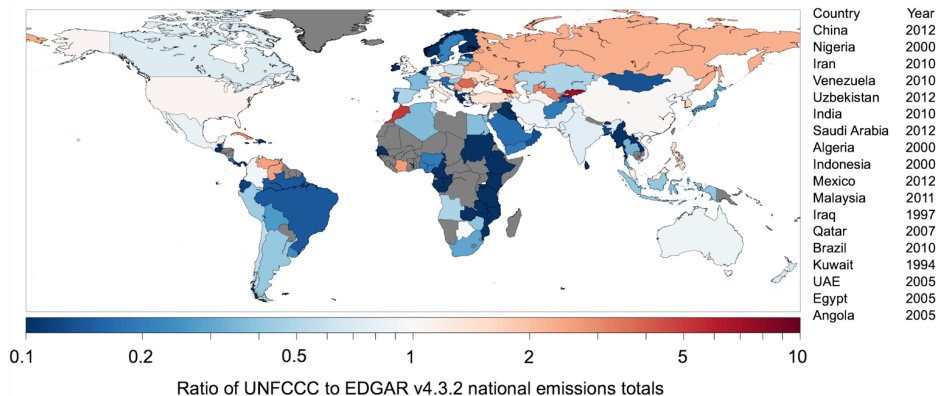 Country Year
China 2012
Nigeria 2000
Iran 2010
Venezuela 2010
Uzbekistan 2012
India 2010
Saudi Arabia 2012
Algeria 2000
Indonesia 2000
Mexico 2012
Malaysia 2011
Iraq 1997
Qatar 2007
Brazil 2010
Kuwait 1994
UAE 2005
Egypt 2005
Angola 2005
0.1 0.2 0.5 1 2 5 10
Ratio of UNFCCC to EDGAR v4.3.2 national emissions totals